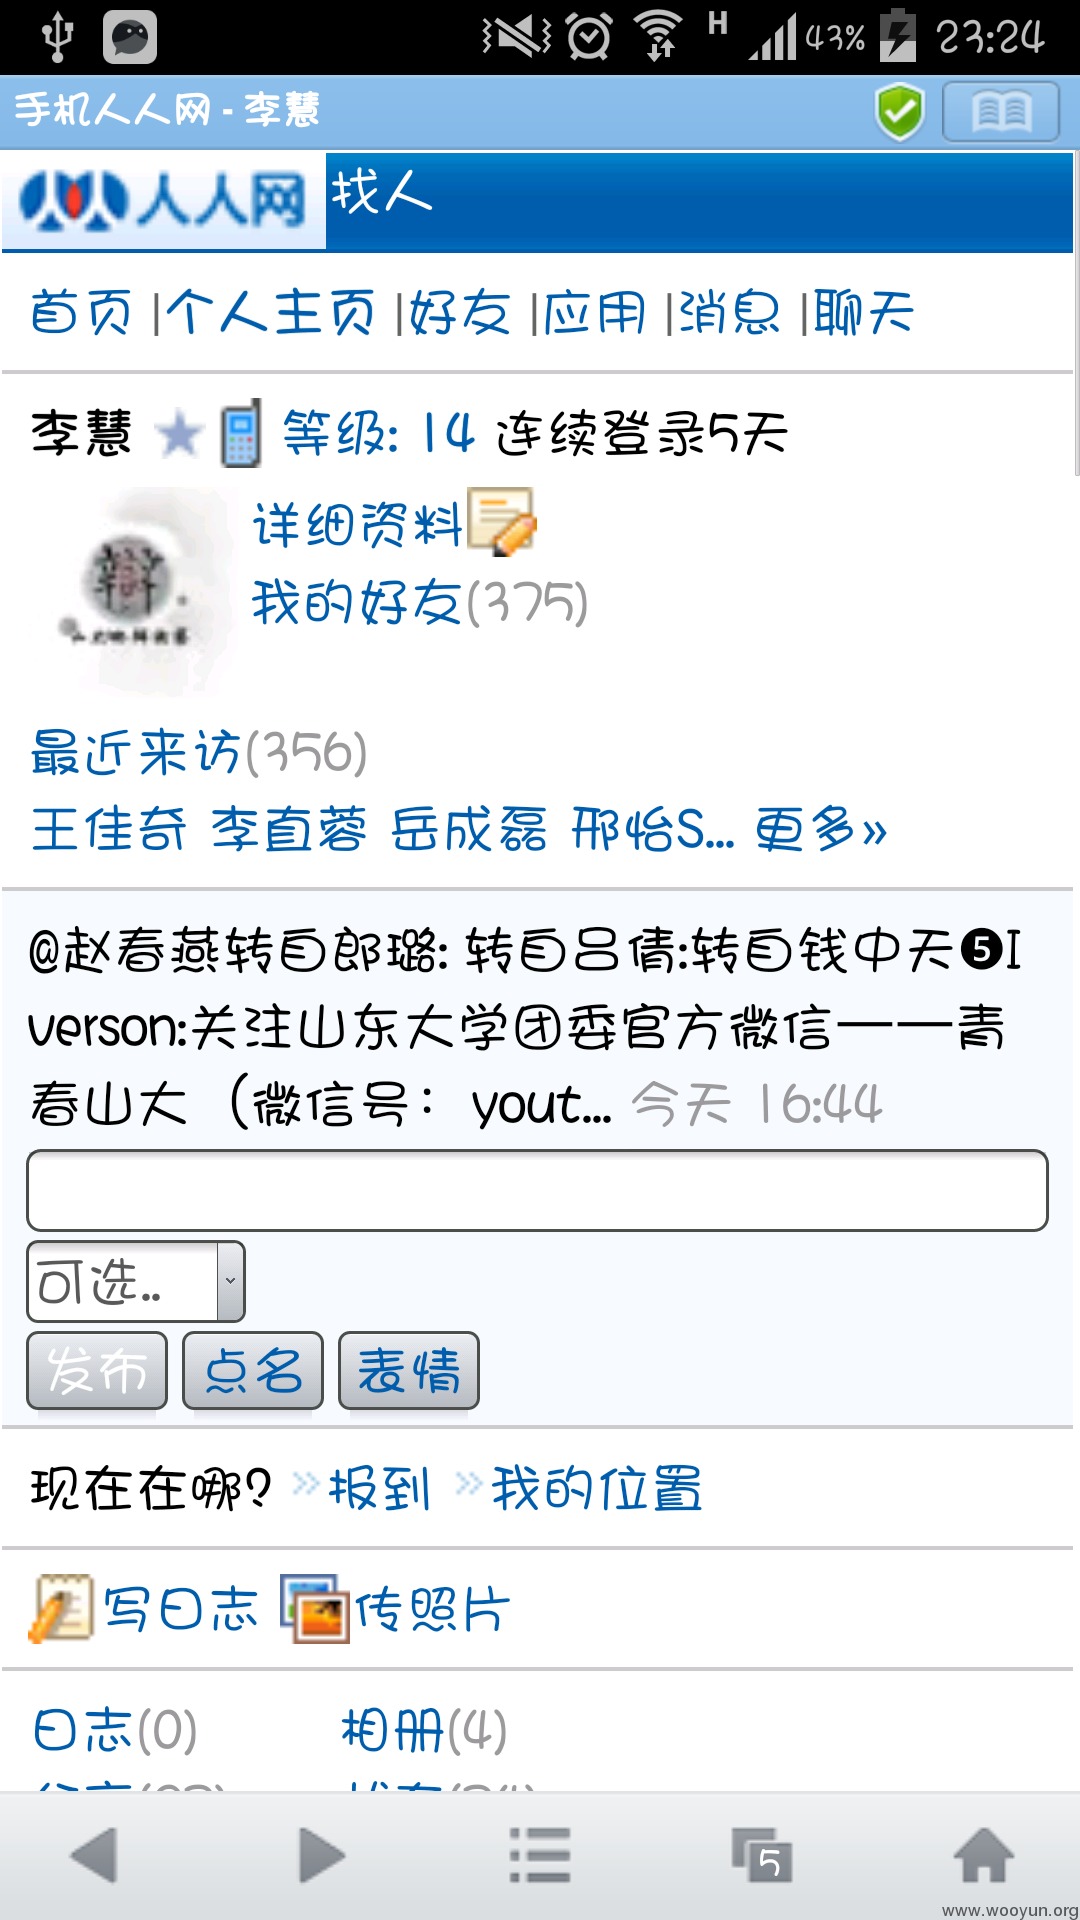 H 43% 23:24
手机人人网 - 李慧
人人网 找人
首页 |个人主页 |好友 |应用 |消息 |聊天
李慧 等级: 14 连续登录5天
详细资料
我的好友(375)
最近来访(356)
王佳奇 李直蓉 岳成磊 邢怡S... 更多»
@赵春燕转自郎璐: 转自吕倩:转自钱中天❺I
verson:关注山东大学团委官方微信——青
春山大（微信号： yout... 今天 16:44
可选..
发布 点名 表情
现在在哪? »报到 »我的位置
写日志 传照片
日志(0) 相册(4)
5
www.wooyun.org